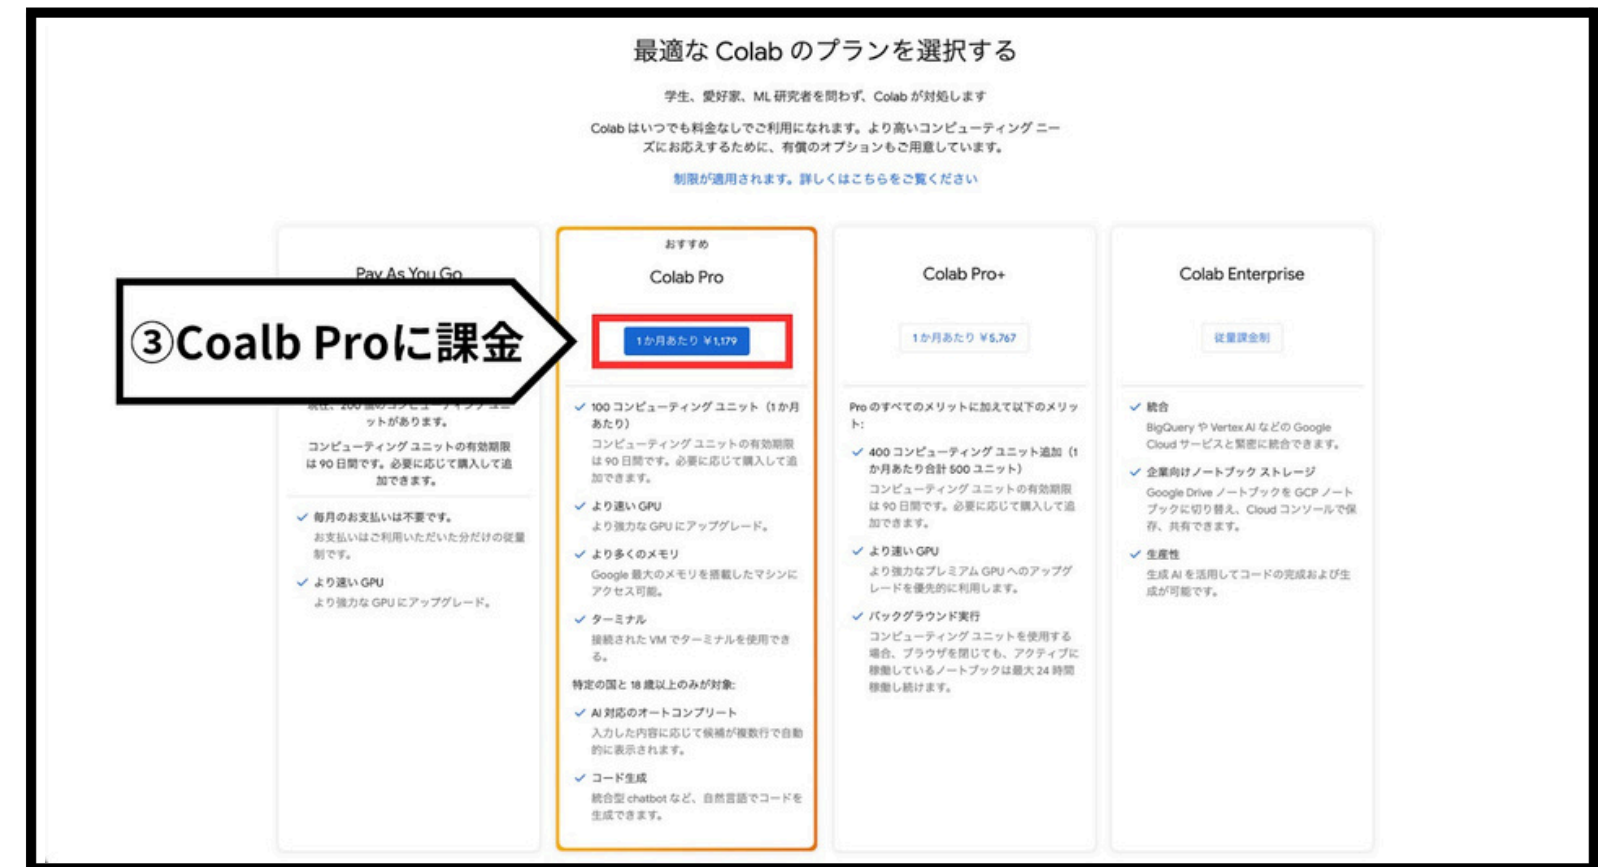 最適な Colab のプランを選択する
学生、愛好家、ML 研究者を問わず、Colab が対処します
Colab はいつでも料金なしでご利用になれます。より高いコンピューティング ニー
ズにお応えするために、有償のオプションもご用意しています。
制限が適用されます。詳しくはこちらをご覧ください
Pay As You Go
③Coalb Proに課金
現在、200 個のコンピューティング ユニ
ットがあります。
コンピューティング ユニットの有効期限
は 90 日間です。必要に応じて購入して追
加できます。
毎月のお支払いは不要です。
お支払いはご利用いただいた分だけの従量
制です。
より速い GPU
より強力な GPU にアップグレード。
おすすめ
Colab Pro
1 か月あたり ￥1,179
100 コンピューティング ユニット（1 か月
あたり）
コンピューティング ユニットの有効期限
は 90 日間です。必要に応じて購入して追
加できます。
より速い GPU
より強力な GPU にアップグレード。
より多くのメモリ
Google 最大のメモリを搭載したマシンに
アクセス可能。
ターミナル
接続された VM でターミナルを使用でき
る。
特定の国と 18 歳以上のみが対象:
AI 対応のオートコンプリート
入力した内容に応じて候補が複数行で自動
的に表示されます。
コード生成
統合型 chatbot など、自然言語でコードを
生成できます。
Colab Pro+
1 か月あたり ￥5,767
Pro のすべてのメリットに加えて以下のメリッ
ト:
400 コンピューティング ユニット追加（1
か月あたり合計 500 ユニット）
コンピューティング ユニットの有効期限
は 90 日間です。必要に応じて購入して追
加できます。
より速い GPU
より強力なプレミアム GPU へのアップグ
レードを優先的に利用します。
バックグラウンド実行
コンピューティング ユニットを使用する
場合、ブラウザを閉じても、アクティブに
稼働しているノートブックは最大 24 時間
稼働し続けます。
Colab Enterprise
従量課金制
統合
BigQuery や Vertex AI などの Google
Cloud サービスと緊密に統合できます。
企業向けノートブック ストレージ
Google Drive ノートブックを GCP ノート
ブックに切り替え、Cloud コンソールで保
存、共有できます。
生産性
生成 AI を活用してコードの完成および生
成が可能です。